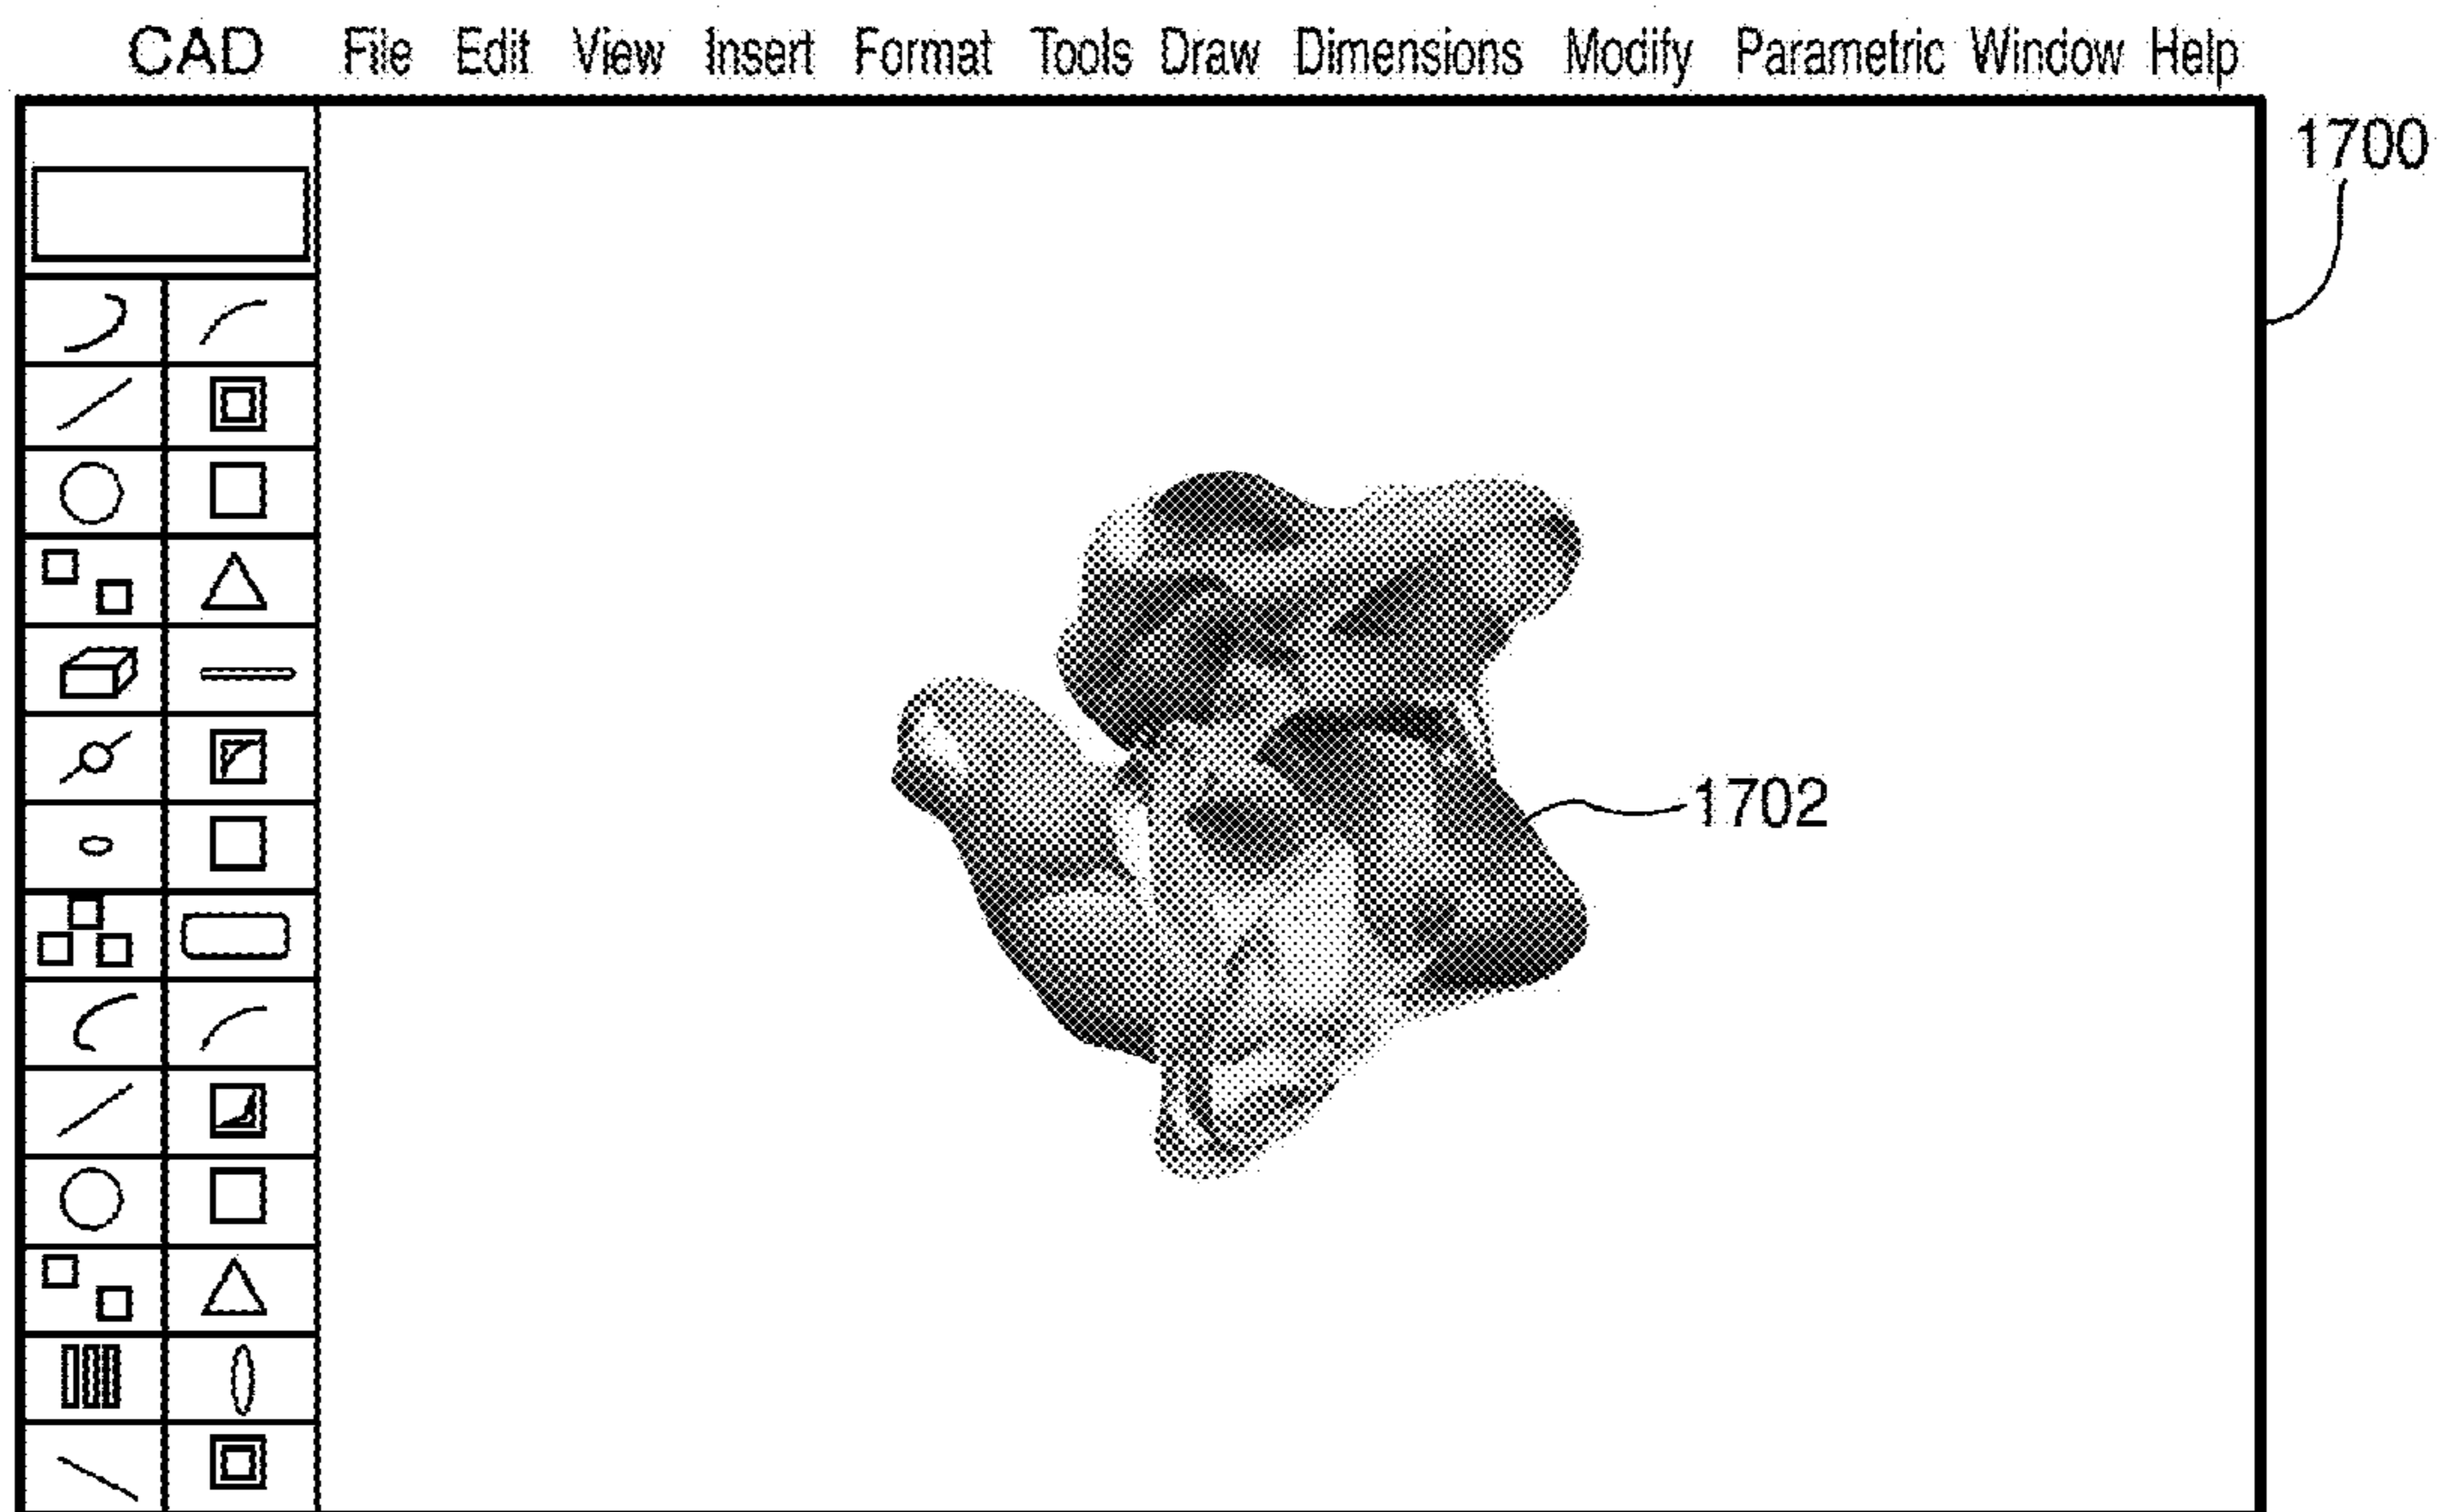 CAD File Edit View Insert Format Tools Draw Dimensions Modify Parametric Window Help
1700
1702